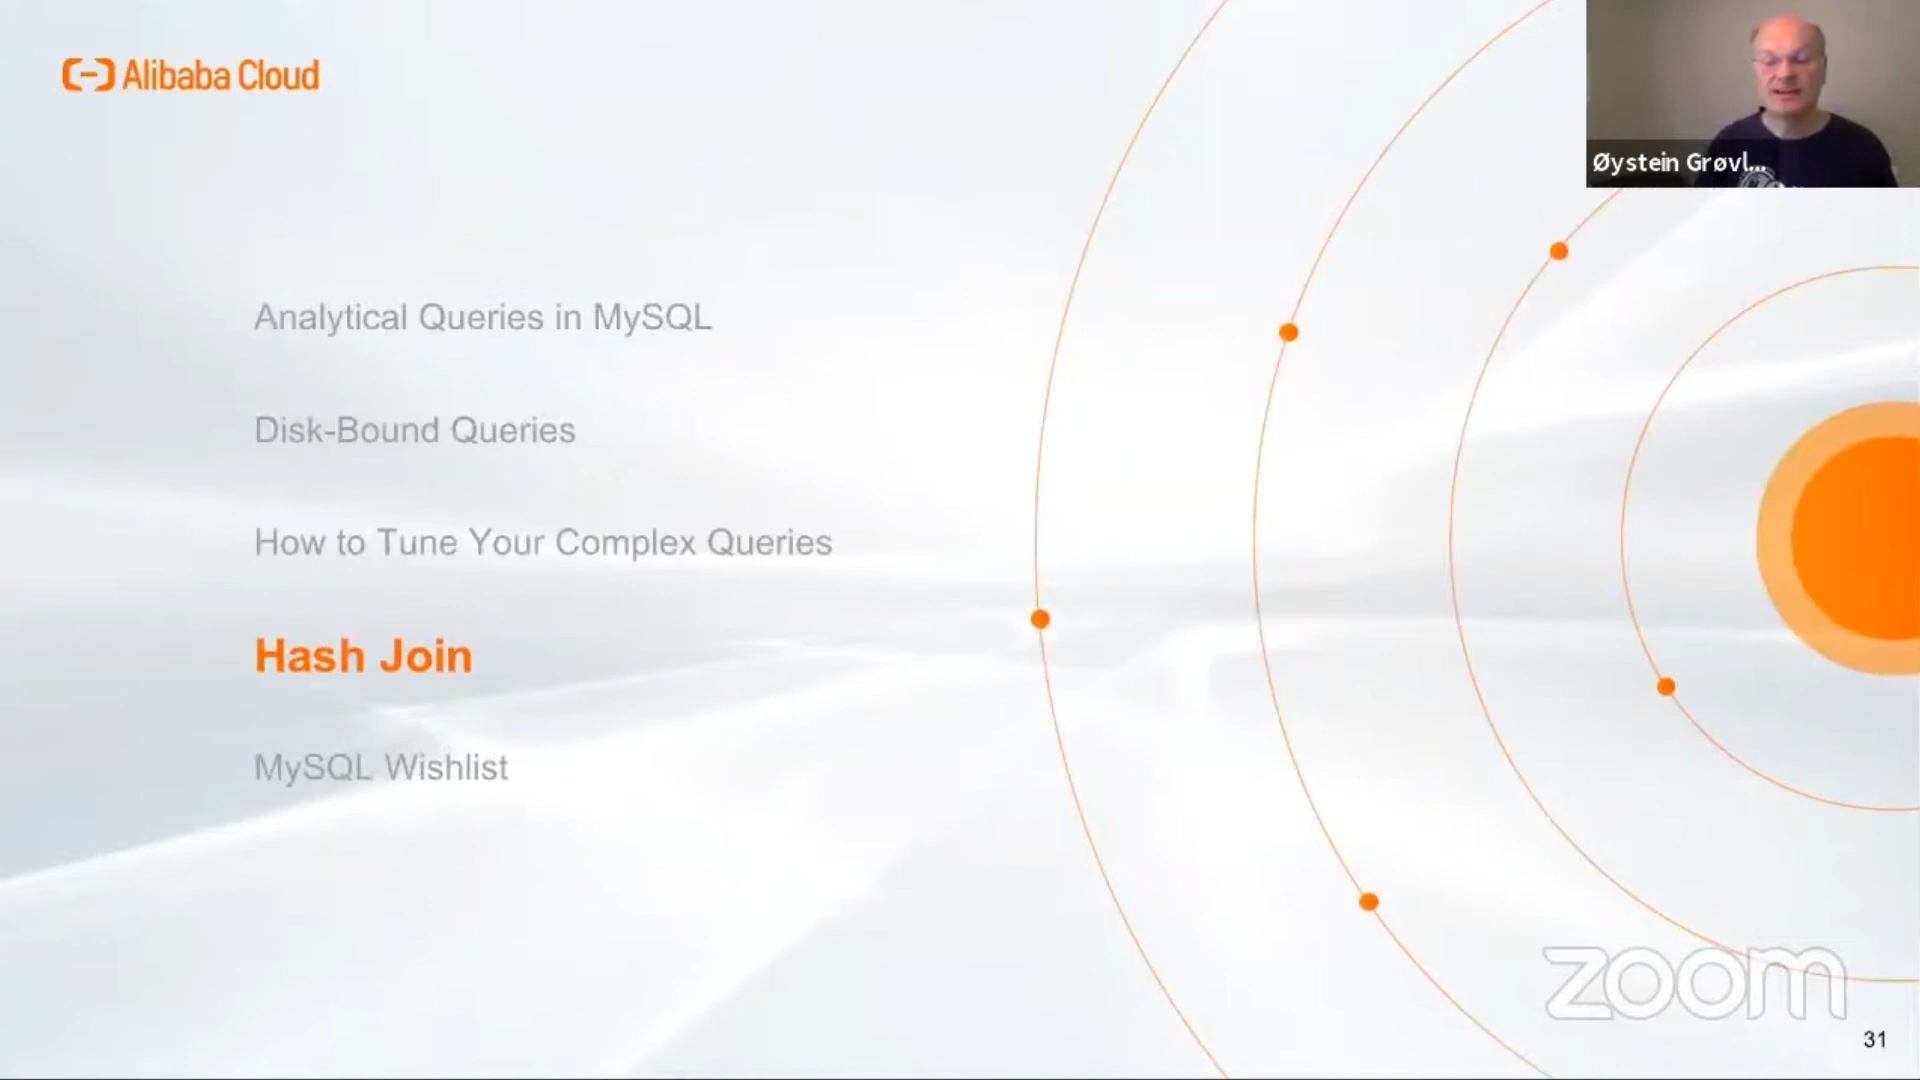 Alibaba Cloud
Øystein Grøvl...
Analytical Queries in MySQL
Disk-Bound Queries
How to Tune Your Complex Queries
Hash Join
MySQL Wishlist
zoom
31